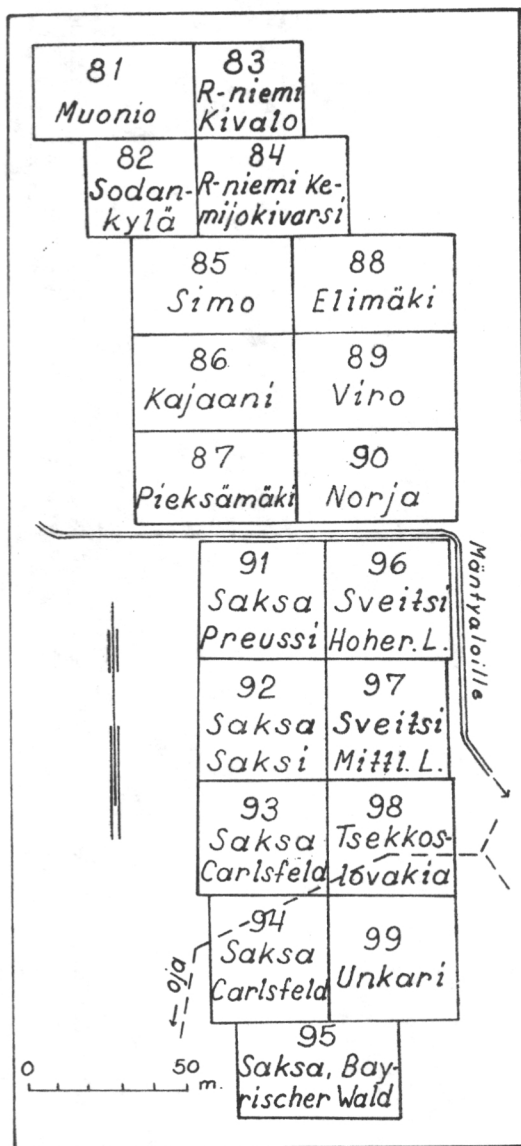 81
Muonio
83
R-niemi
Kivalo
82
Sodan-
kylä
84
R-niemi Ke-
mijokivarsi
85
Simo
88
Elimäki
86
Kajaani
89
Viro
87
Pieksämäki
90
Norja
91
Saksa
Preussi
96
Sveitsi
Hoher. L.
Mäntyaloille
92
Saksa
Saksi
97
Sveitsi
Mittl. L.
93
Saksa
Carlsfeld
98
Tsekkos-
lovakia
94
Saksa
Carlsfeld
99
Unkari
oja
95
Saksa, Bay-
rischer Wald
0 50 m.